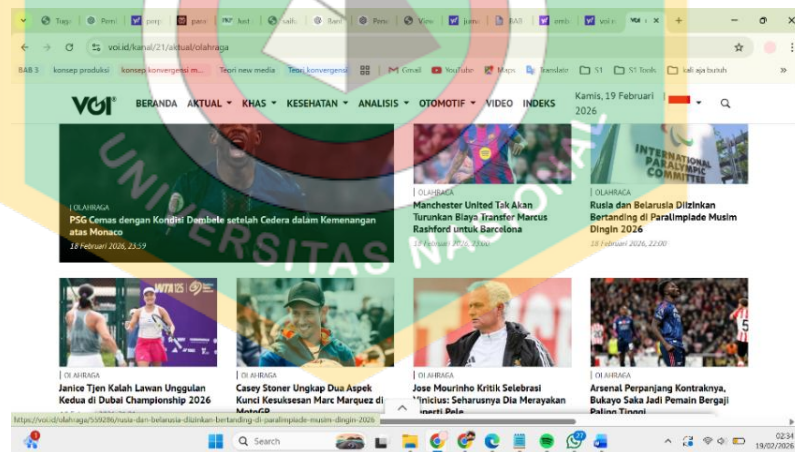 voi.id/kanal/21/aktual/olahraga
BAB 3 konsep produksi konsep konvergensi m... Teori new media Teori konvergensi Gmail YouTube Maps Translate S1 S1 Tools kali aja butuh
VOI BERANDA AKTUAL KHAS KESEHATAN ANALISIS OTOMOTIF VIDEO INDEKS
Kamis, 19 Februari
2026
UNIVERSITAS NASIONAL
INTERNATIONAL
PARALYMPIC
COMMITTEE
| OLAHRAGA
PSG Cemas dengan Kondisi Dembele setelah Cedera dalam Kemenangan
atas Monaco
18 Februari 2026, 23:59
| OLAHRAGA
Manchester United Tak Akan
Turunkan Biaya Transfer Marcus
Rashford untuk Barcelona
18 Februari 2026, 23:00
| OLAHRAGA
Rusia dan Belarusia Diizinkan
Bertanding di Paralimpiade Musim
Dingin 2026
18 Februari 2026, 22:00
WTA 125
| OLAHRAGA
Janice Tjen Kalah Lawan Unggulan
Kedua di Dubai Championship 2026
| OLAHRAGA
Casey Stoner Ungkap Dua Aspek
Kunci Kesuksesan Marc Marquez di
MotoGP
| OLAHRAGA
Jose Mourinho Kritik Selebrasi
Vinicius: Seharusnya Dia Merayakan
Seperti Pele
| OLAHRAGA
Arsenal Perpanjang Kontraknya,
Bukayo Saka Jadi Pemain Bergaji
Paling Tinggi
https://voi.id/olahraga/559286/rusia-dan-belarusia-diizinkan-bertanding-di-paralimpiade-musim-dingin-2026
Search
02:34
19/02/2026